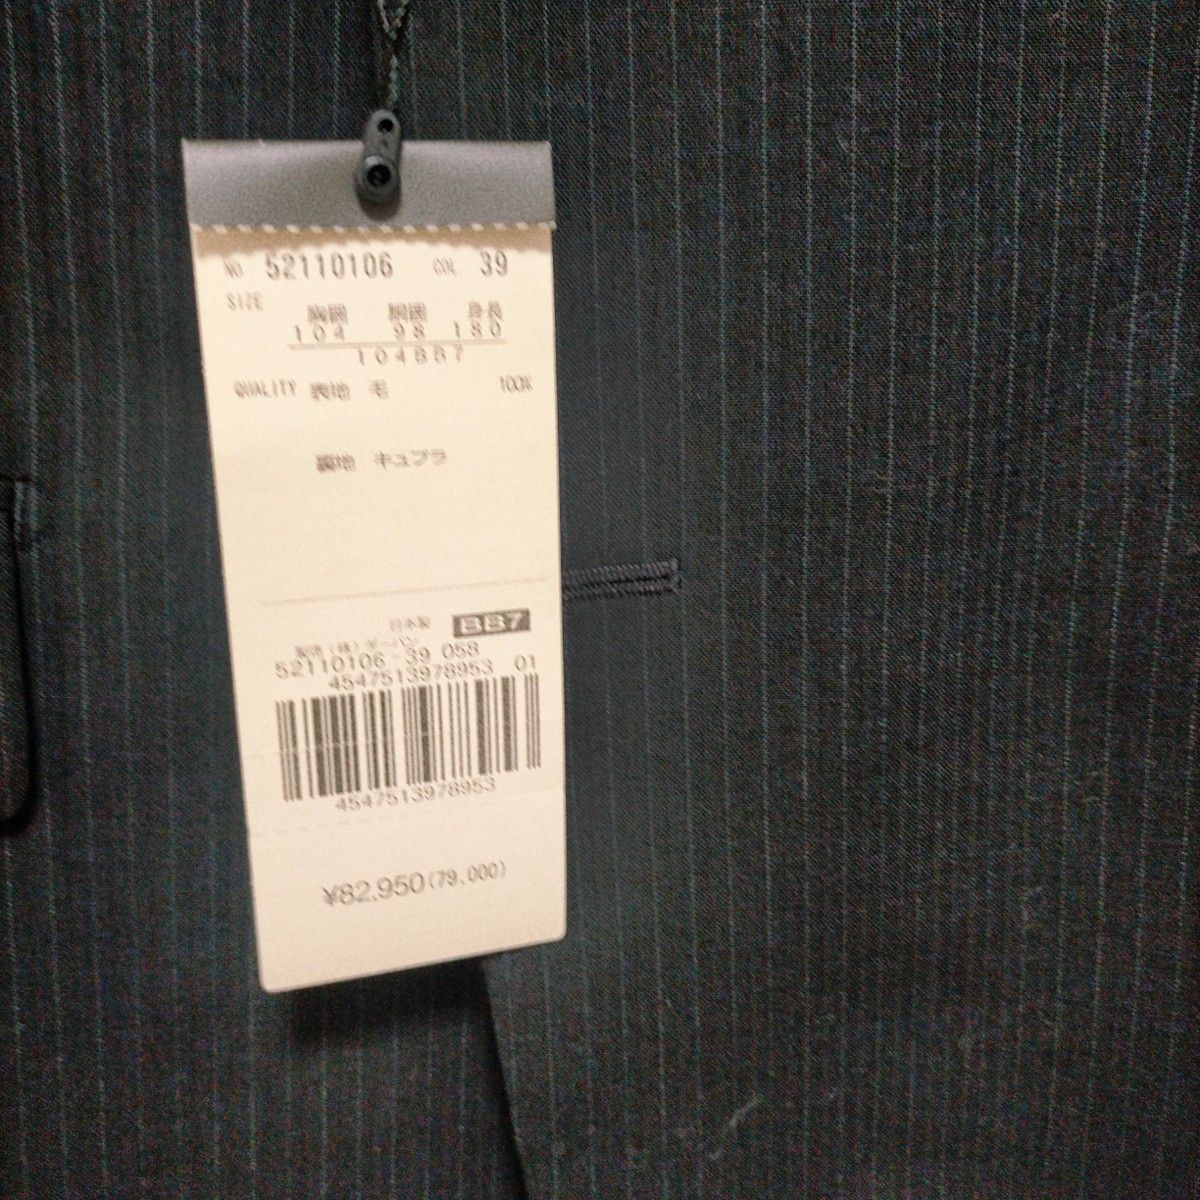 NO. 52110106 COL 39
SIZE
胸囲 胴囲 身長
104 98 180
104BB7
QUALITY 表地 毛 100%
裏地 キュプラ
日本製 BB7
52110106-39 058
4547513978953 01
4547513978953
¥82,950(79,000)